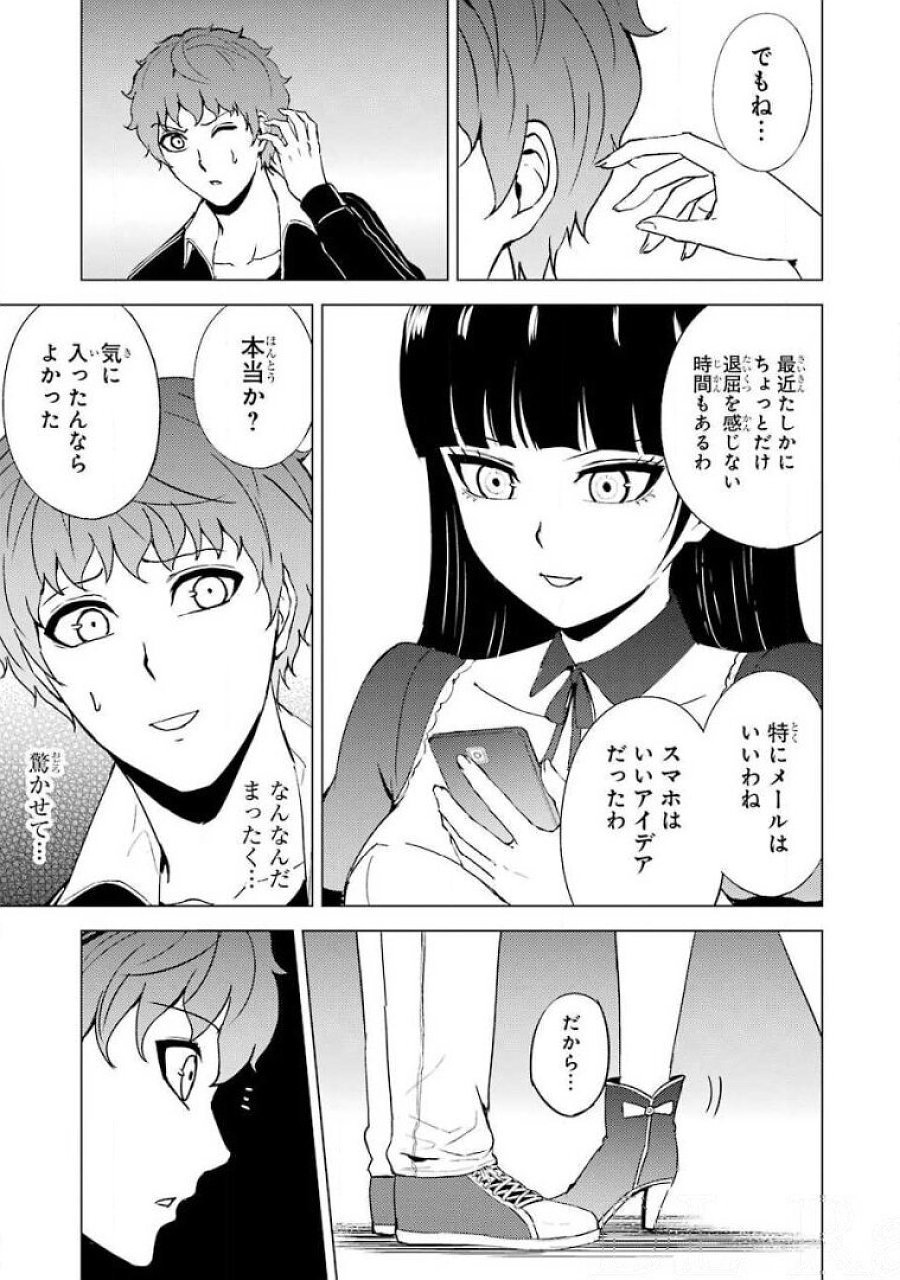 でもね…
最近たしかに
ちょっとだけ
退屈を感じない
時間もあるわ
特にメールは
いいわね
スマホは
いいアイデア
だったわ
本当か？
気に
入ったんなら
よかった
なんなんだ
まったく…
驚かせて…
だから…